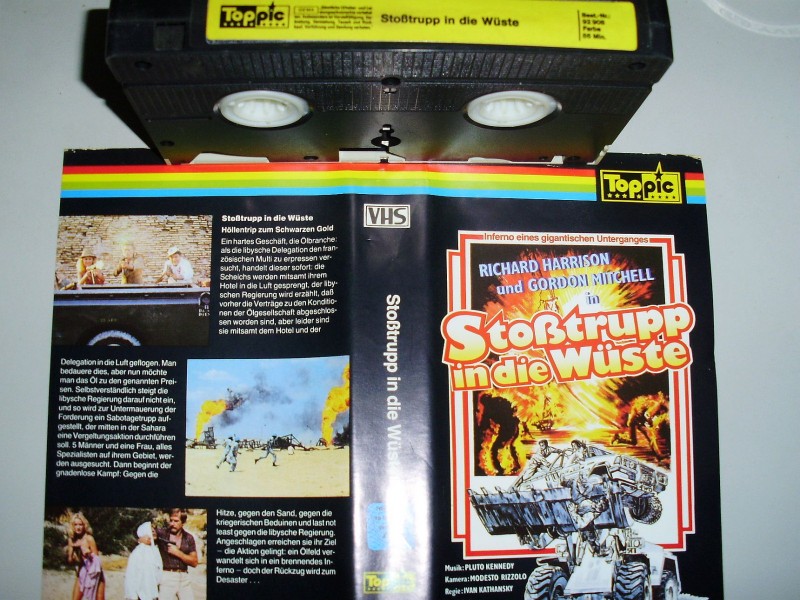 Toppic
Stoßtrupp in die Wüste
Best.-Nr.:
92 906
Farbe
85 Min.
Toppic
VHS
Stoßtrupp in die Wüste
Toppic
Stoßtrupp in die Wüste
Höllentrip zum Schwarzen Gold
Ein hartes Geschäft, die Ölbranche:
als die libysche Delegation den fran-
zösischen Multi zu erpressen ver-
sucht, handelt dieser sofort: die
Scheichs werden mitsamt ihrem
Hotel in die Luft gesprengt, der liby-
schen Regierung wird erzählt, daß
vorher die Verträge zu den Konditio-
nen der Ölgesellschaft abgeschlos-
sen worden sind, aber leider sind
sie mitsamt dem Hotel und der
Delegation in die Luft geflogen. Man
bedauere dies, aber nun möchte
man das Öl zu den genannten Prei-
sen. Selbstverständlich steigt die
libysche Regierung darauf nicht ein,
und so wird zur Untermauerung der
Forderung ein Sabotagetrupp auf-
gestellt, der mitten in der Sahara
eine Vergeltungsaktion durchführen
soll. 5 Männer und eine Frau, alles
Spezialisten auf ihrem Gebiet, wer-
den ausgesucht. Dann beginnt der
gnadenlose Kampf: Gegen die
Hitze, gegen den Sand, gegen die
kriegerischen Beduinen und last not
least gegen die libysche Regierung.
Angeschlagen erreichen sie ihr Ziel
– die Aktion gelingt: ein Ölfeld ver-
wandelt sich in ein brennendes In-
ferno – doch der Rückzug wird zum
Desaster . . .
Inferno eines gigantischen Unterganges
RICHARD HARRISON
und GORDON MITCHELL
in
Stoßtrupp
in die Wüste
Musik: PLUTO KENNEDY
Kamera: MODESTO RIZZOLO
Regie: IVAN KATHANSKY